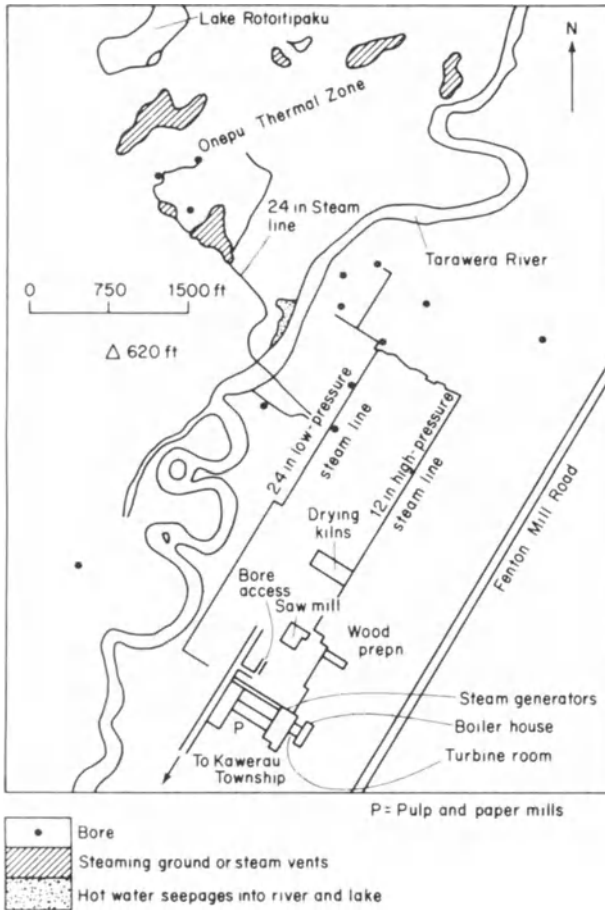 Lake Rotoitipaku
N
Onepu Thermal Zone
24 in Steam
line
Tarawera River
0 750 1500 ft
Δ 620 ft
24 in low-pressure
steam line
12 in high-pressure
steam line
Drying
kilns
Fenton Mill Road
Bore
access
Saw mill
Wood
prepn
Steam generators
Boiler house
P
Turbine room
To Kawerau
Township
P = Pulp and paper mills
Bore
Steaming ground or steam vents
Hot water seepages into river and lake